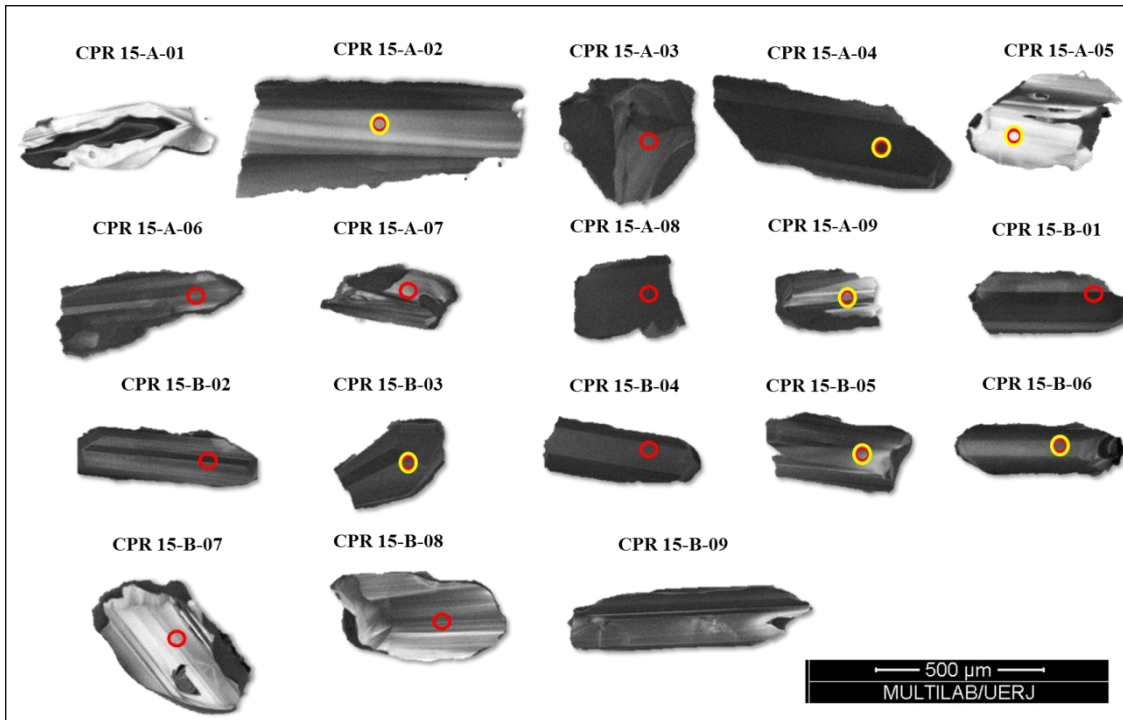 CPR 15-A-01
CPR 15-A-02
CPR 15-A-03
CPR 15-A-04
CPR 15-A-05
CPR 15-A-06
CPR 15-A-07
CPR 15-A-08
CPR 15-A-09
CPR 15-B-01
CPR 15-B-02
CPR 15-B-03
CPR 15-B-04
CPR 15-B-05
CPR 15-B-06
CPR 15-B-07
CPR 15-B-08
CPR 15-B-09
500 µm
MULTILAB/UERJ